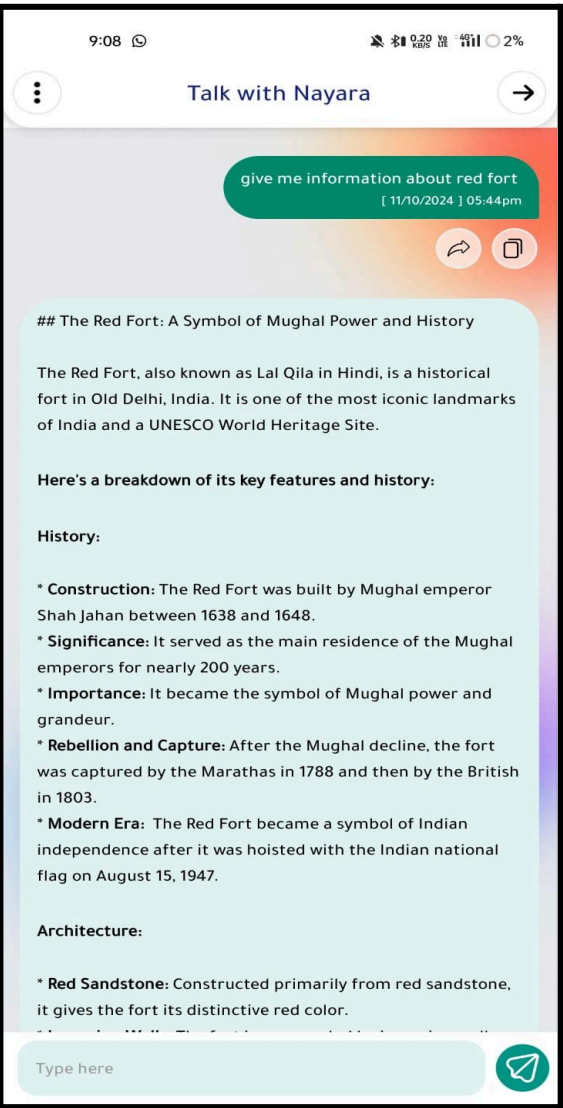 9:08
0.20 KB/S Vo LTE 4G 2%
Talk with Nayara
give me information about red fort
[ 11/10/2024 ] 05:44pm
## The Red Fort: A Symbol of Mughal Power and History
The Red Fort, also known as Lal Qila in Hindi, is a historical
fort in Old Delhi, India. It is one of the most iconic landmarks
of India and a UNESCO World Heritage Site.
Here's a breakdown of its key features and history:
History:
* Construction: The Red Fort was built by Mughal emperor
Shah Jahan between 1638 and 1648.
* Significance: It served as the main residence of the Mughal
emperors for nearly 200 years.
* Importance: It became the symbol of Mughal power and
grandeur.
* Rebellion and Capture: After the Mughal decline, the fort
was captured by the Marathas in 1788 and then by the British
in 1803.
* Modern Era: The Red Fort became a symbol of Indian
independence after it was hoisted with the Indian national
flag on August 15, 1947.
Architecture:
* Red Sandstone: Constructed primarily from red sandstone,
it gives the fort its distinctive red color.
Type here